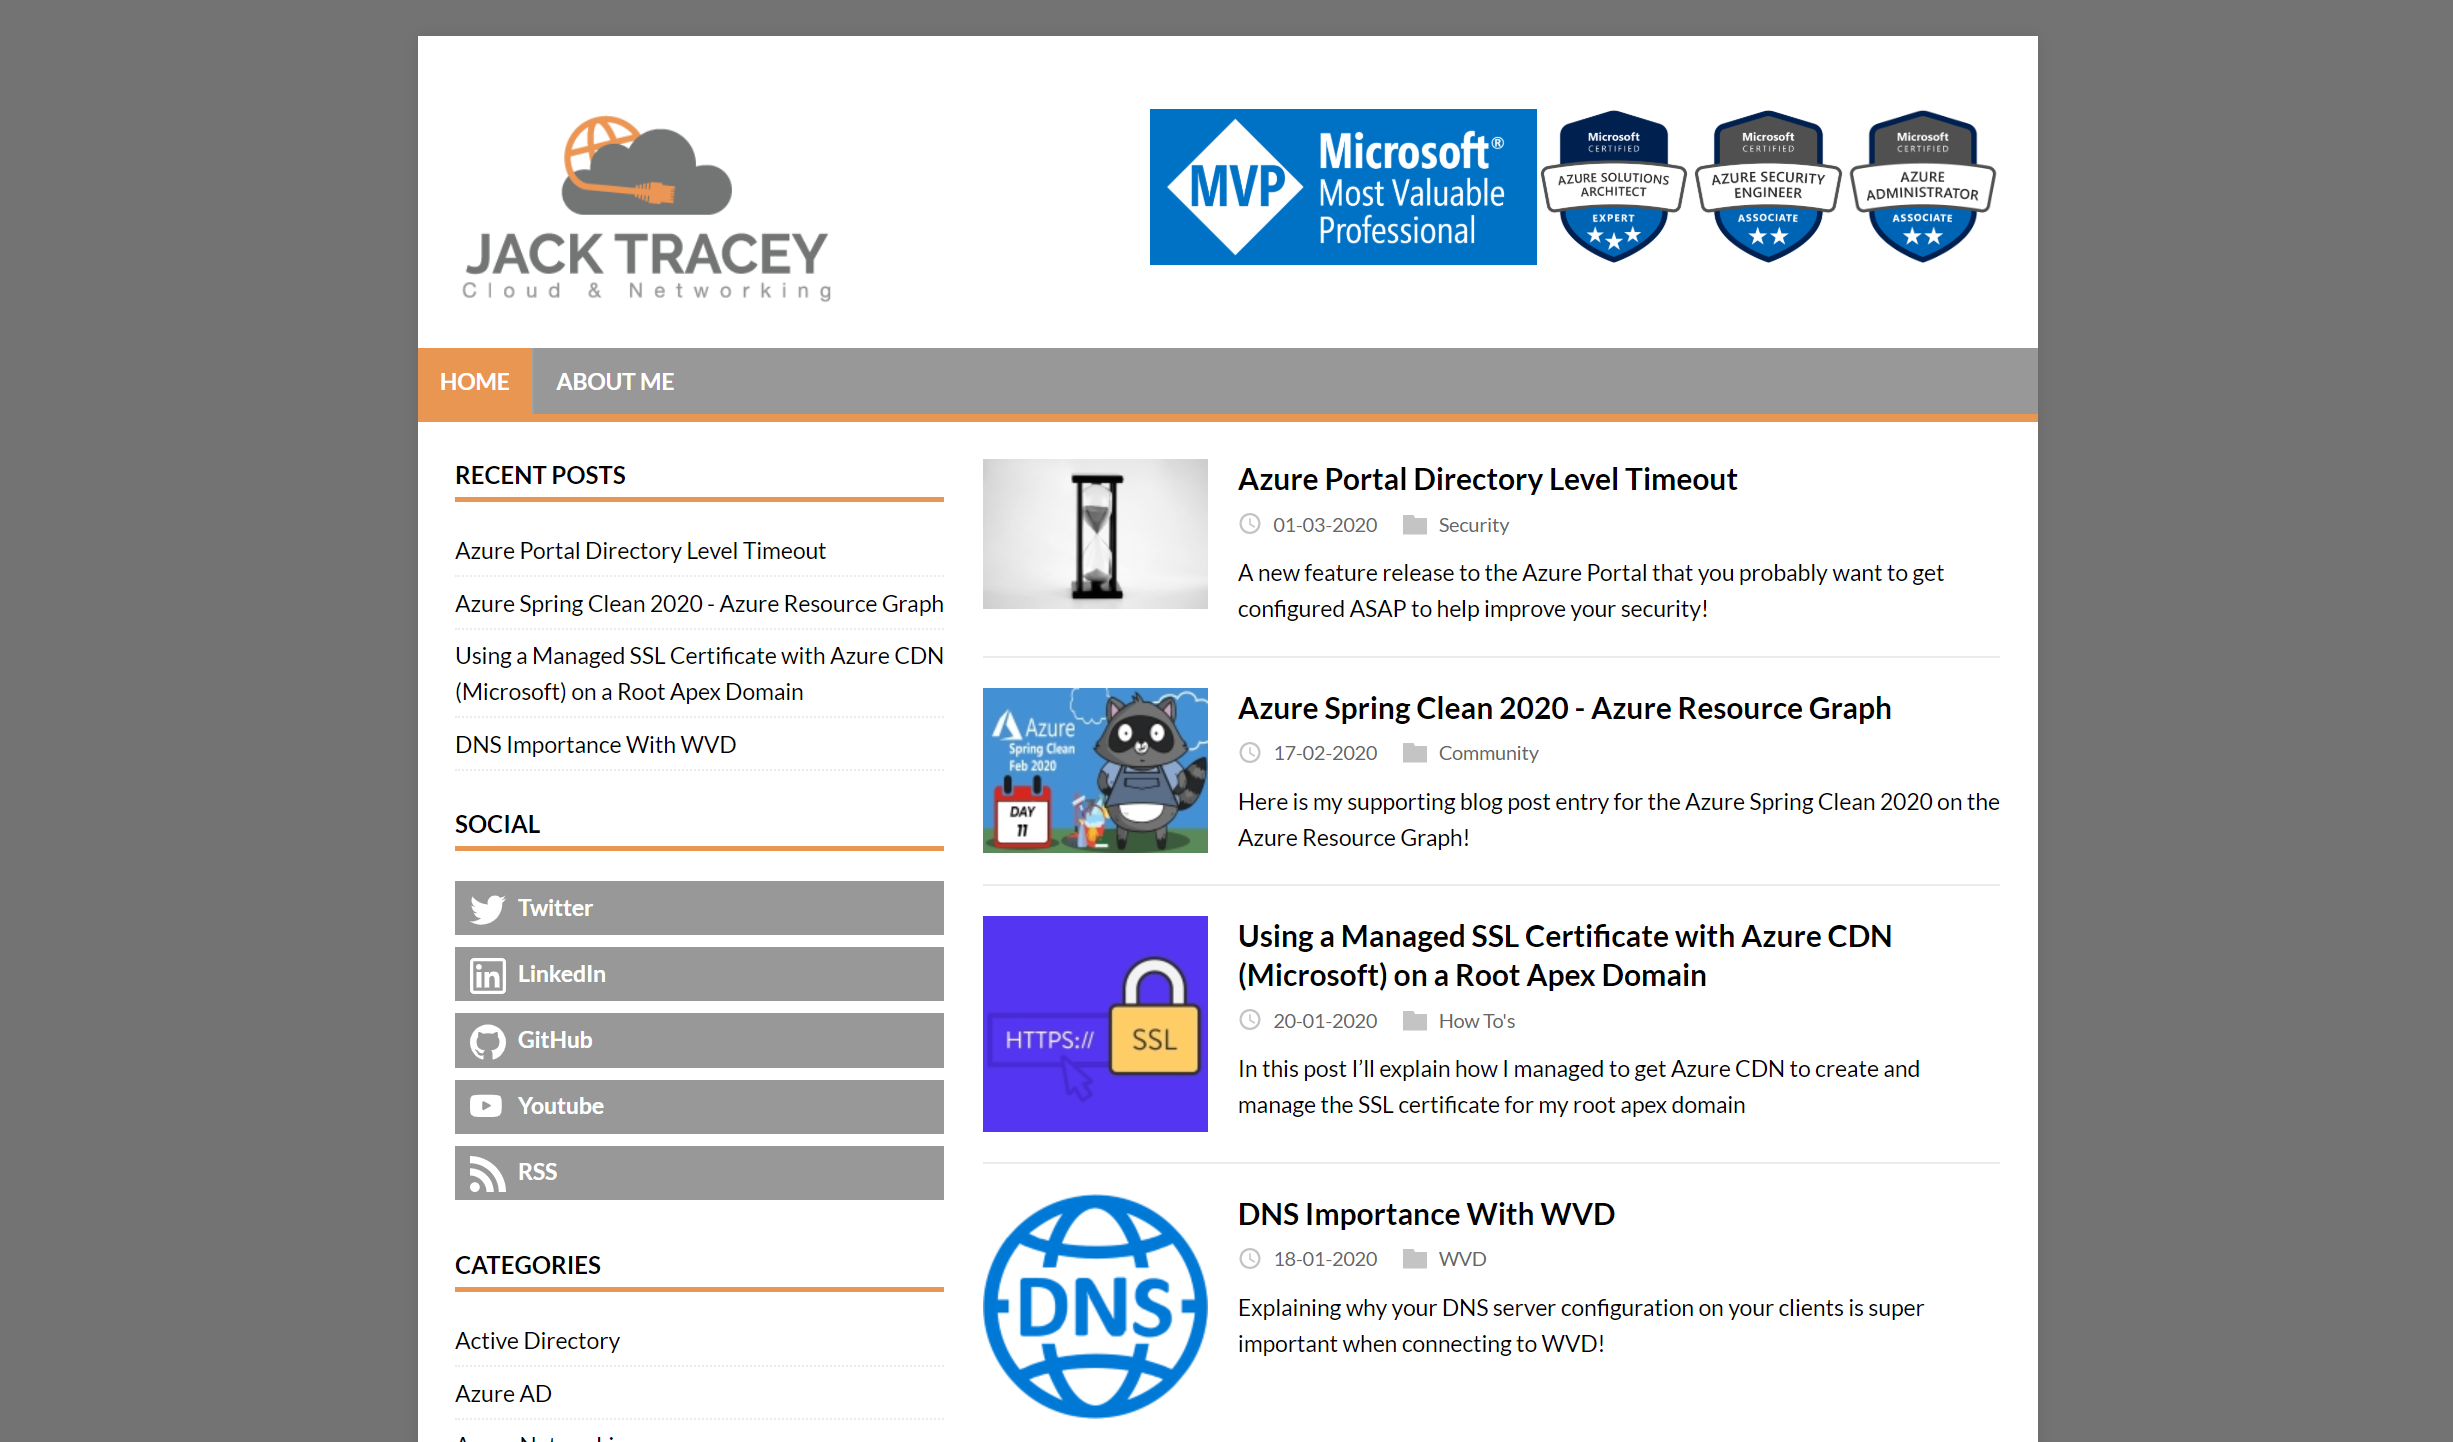 JACK TRACEY
Cloud & Networking
MVP
Microsoft®
Most Valuable
Professional
Microsoft
CERTIFIED
AZURE SOLUTIONS
ARCHITECT
EXPERT
Microsoft
CERTIFIED
AZURE SECURITY
ENGINEER
ASSOCIATE
Microsoft
CERTIFIED
AZURE
ADMINISTRATOR
ASSOCIATE
HOME
ABOUT ME
RECENT POSTS
Azure Portal Directory Level Timeout
Azure Spring Clean 2020 - Azure Resource Graph
Using a Managed SSL Certificate with Azure CDN
(Microsoft) on a Root Apex Domain
DNS Importance With WVD
SOCIAL
Twitter
LinkedIn
GitHub
Youtube
RSS
CATEGORIES
Active Directory
Azure AD
Azure Portal Directory Level Timeout
01-03-2020 Security
A new feature release to the Azure Portal that you probably want to get
configured ASAP to help improve your security!
Azure
Spring Clean
Feb 2020
DAY
11
Azure Spring Clean 2020 - Azure Resource Graph
17-02-2020 Community
Here is my supporting blog post entry for the Azure Spring Clean 2020 on the
Azure Resource Graph!
HTTPS://
SSL
Using a Managed SSL Certificate with Azure CDN
(Microsoft) on a Root Apex Domain
20-01-2020 How To's
In this post I’ll explain how I managed to get Azure CDN to create and
manage the SSL certificate for my root apex domain
DNS
DNS Importance With WVD
18-01-2020 WVD
Explaining why your DNS server configuration on your clients is super
important when connecting to WVD!